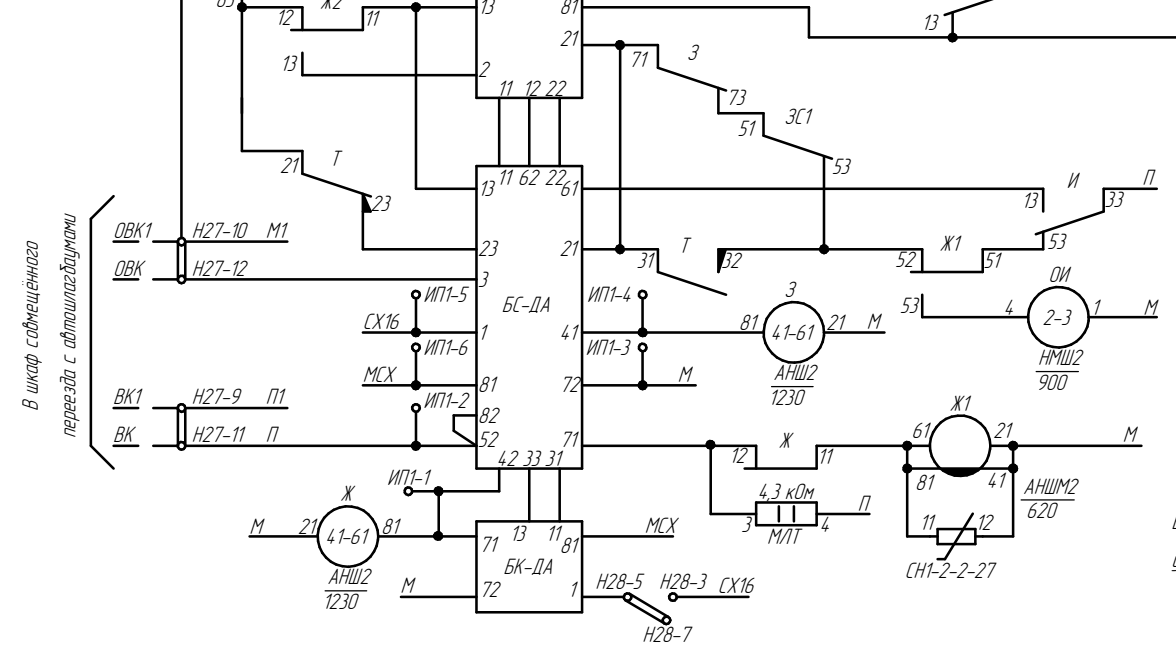 63
12
Ж2
11
13
81
13
21
13
2
11 12 22
71
З
73
51
ЗС1
53
21
Т
23
11 62 22
13
61
13
И
33
П
53
ОВК1
Н27-10
М1
23
21
31
Т
32
52
Ж1
51
ОВК
Н27-12
3
ИП1-5
БС-ДА
ИП1-4
З
53
ОИ
СХ16
1
41
81
41-61
21
М
4
2-3
1
М
ИП1-6
ИП1-3
АНШ2
1230
НМШ2
900
МСХ
81
72
М
ВК1
Н27-9
П1
ИП1-2
82
Ж1
ВК
Н27-11
П
52
71
12
Ж
11
61
21
М
42 33 31
81
41
АНШМ2
620
ИП1-1
4,3 кОм
3
4
П
МЛТ
Ж
М
21
41-61
81
71
13
11
81
МСХ
11
12
СН1-2-2-27
АНШ2
1230
БК-ДА
М
72
1
Н28-5
Н28-3
СХ16
Н28-7
В шкаф совмещённого
переезда с автошлагбаумами